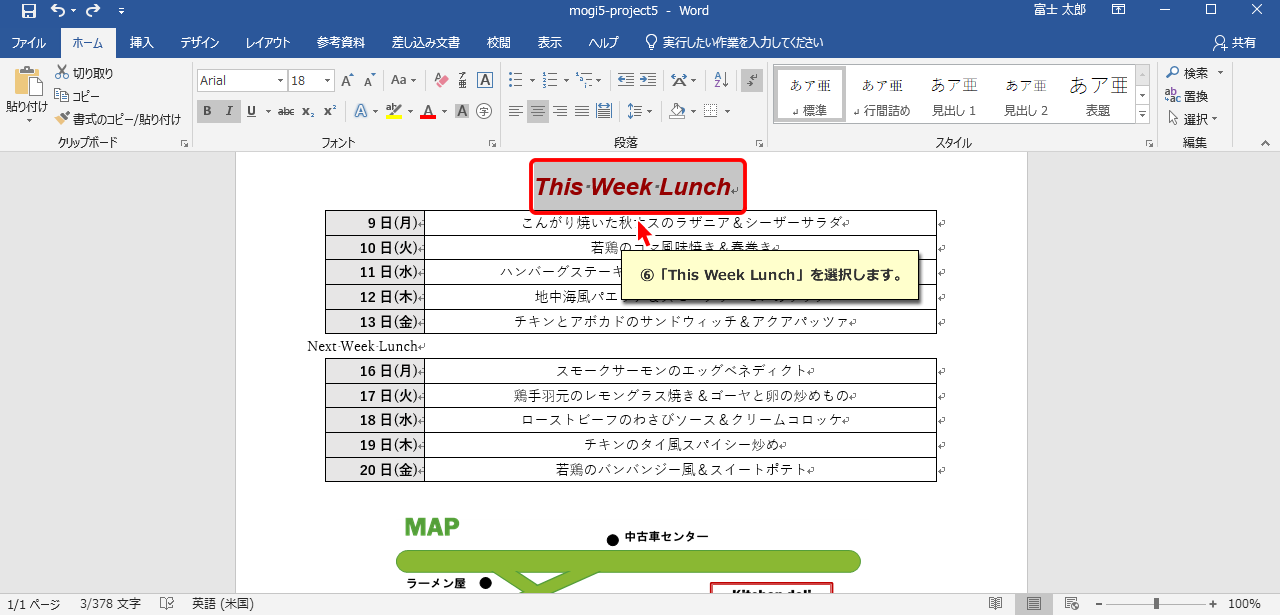 mogi5-project5 - Word
富士 太郎
ファイル ホーム 挿入 デザイン レイアウト 参考資料 差し込み文書 校閲 表示 ヘルプ 実行したい作業を入力してください 共有
貼り付け
切り取り
コピー
書式のコピー/貼り付け
クリップボード
Arial 18
フォント
段落
あア亜 標準
あア亜 行間詰め
あア亜 見出し 1
あア亜 見出し 2
あア亜 表題
スタイル
検索
置換
選択
編集
This Week Lunch
9 日(月) こんがり焼いた秋ナスのラザニア＆シーザーサラダ
10 日(火) 若鶏のゴマ風味焼き＆春巻き
11 日(水) ハンバーグステーキ
⑥「This Week Lunch」を選択します。
12 日(木) 地中海風パエリア
13 日(金) チキンとアボカドのサンドウィッチ＆アクアパッツァ
Next Week Lunch
16 日(月) スモークサーモンのエッグベネディクト
17 日(火) 鶏手羽元のレモングラス焼き＆ゴーヤと卵の炒めもの
18 日(水) ローストビーフのわさびソース＆クリームコロッケ
19 日(木) チキンのタイ風スパイシー炒め
20 日(金) 若鶏のバンバンジー風＆スイートポテト
MAP
中古車センター
ラーメン屋
Kitchen deli
1/1 ページ 3/378 文字 英語 (米国) 100%